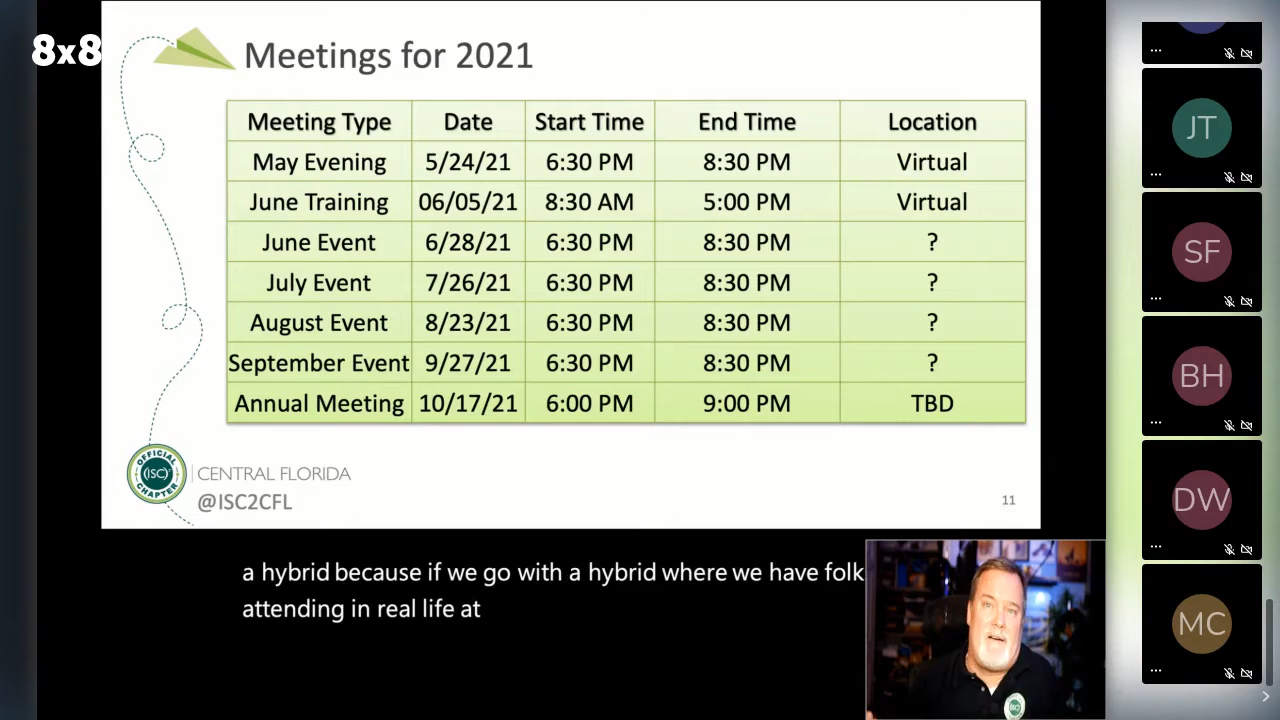 8x8
Meetings for 2021
Meeting Type Date Start Time End Time Location
May Evening 5/24/21 6:30 PM 8:30 PM Virtual
June Training 06/05/21 8:30 AM 5:00 PM Virtual
June Event 6/28/21 6:30 PM 8:30 PM ?
July Event 7/26/21 6:30 PM 8:30 PM ?
August Event 8/23/21 6:30 PM 8:30 PM ?
September Event 9/27/21 6:30 PM 8:30 PM ?
Annual Meeting 10/17/21 6:00 PM 9:00 PM TBD
OFFICIAL
(ISC)²
CHAPTER
CENTRAL FLORIDA
@ISC2CFL
11
a hybrid because if we go with a hybrid where we have folk
attending in real life at
JT
SF
BH
DW
MC